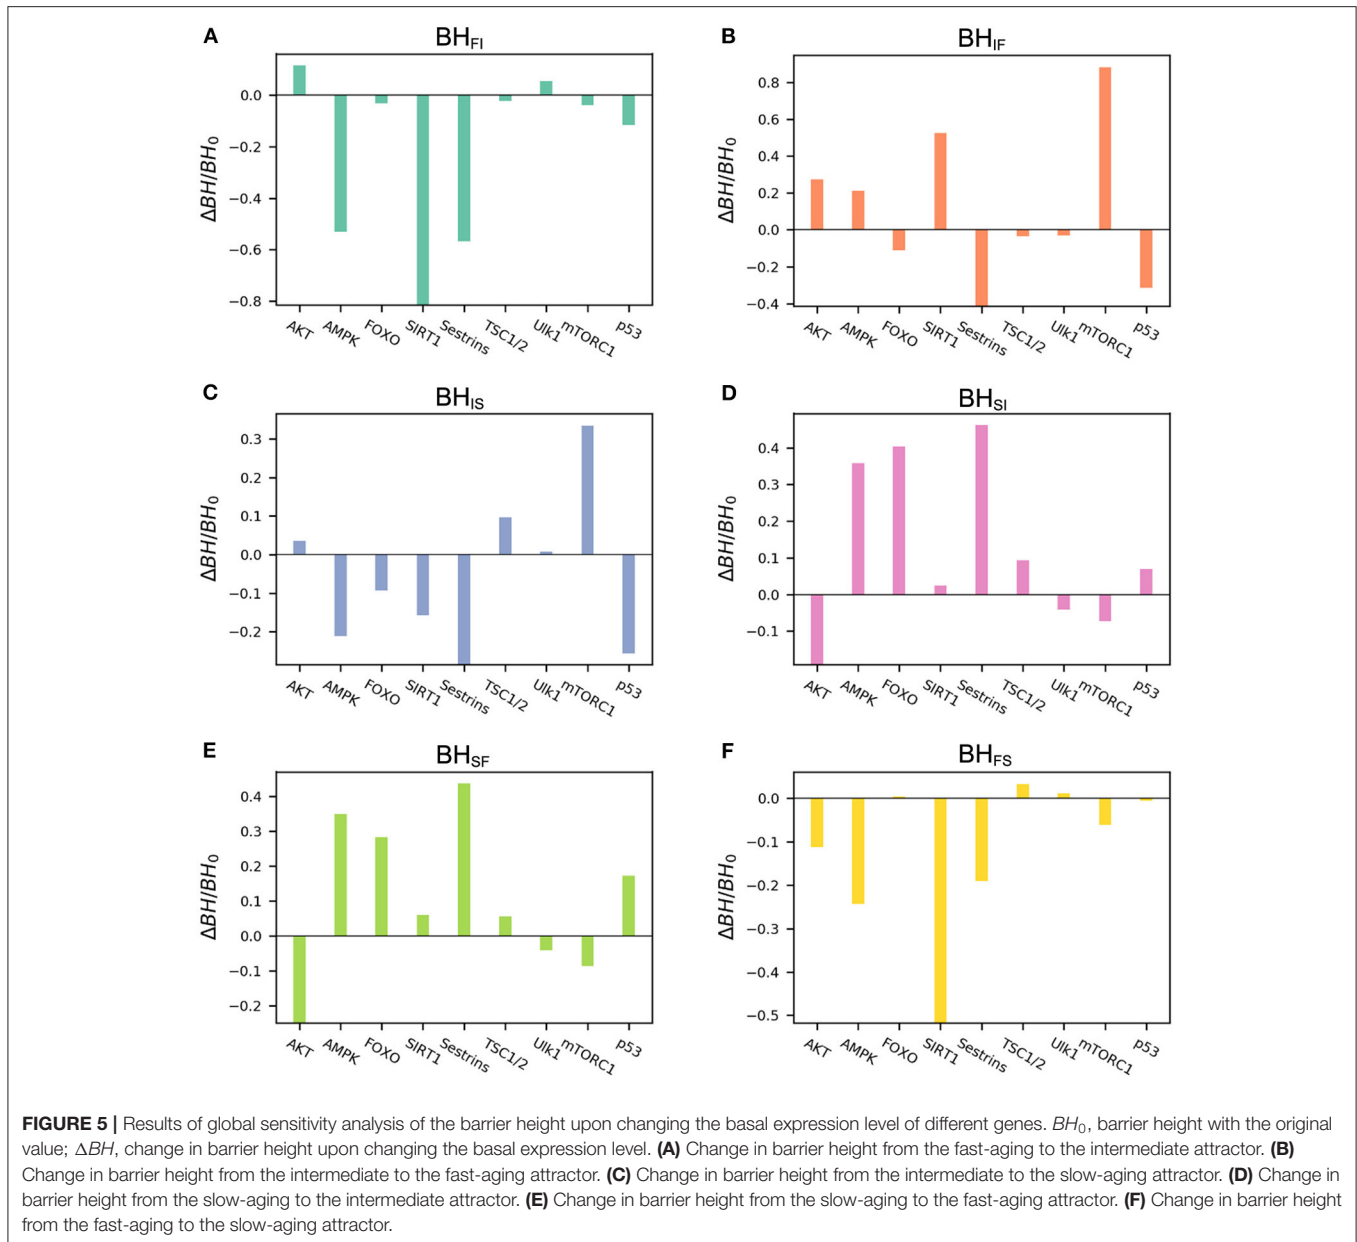 A
BH_FI
0.0
−0.2
−0.4
−0.6
−0.8
ΔBH/BH₀
AKT AMPK FOXO SIRT1 Sestrins TSC1/2 Ulk1 mTORC1 p53
B
BH_IF
0.8
0.6
0.4
0.2
0.0
−0.2
−0.4
ΔBH/BH₀
AKT AMPK FOXO SIRT1 Sestrins TSC1/2 Ulk1 mTORC1 p53
C
BH_IS
0.3
0.2
0.1
0.0
−0.1
−0.2
ΔBH/BH₀
AKT AMPK FOXO SIRT1 Sestrins TSC1/2 Ulk1 mTORC1 p53
D
BH_SI
0.4
0.3
0.2
0.1
0.0
−0.1
ΔBH/BH₀
AKT AMPK FOXO SIRT1 Sestrins TSC1/2 Ulk1 mTORC1 p53
E
BH_SF
0.4
0.3
0.2
0.1
0.0
−0.1
−0.2
ΔBH/BH₀
AKT AMPK FOXO SIRT1 Sestrins TSC1/2 Ulk1 mTORC1 p53
F
BH_FS
0.0
−0.1
−0.2
−0.3
−0.4
−0.5
ΔBH/BH₀
AKT AMPK FOXO SIRT1 Sestrins TSC1/2 Ulk1 mTORC1 p53
FIGURE 5 | Results of global sensitivity analysis of the barrier height upon changing the basal expression level of different genes. BH₀, barrier height with the original
value; ΔBH, change in barrier height upon changing the basal expression level. (A) Change in barrier height from the fast-aging to the intermediate attractor. (B)
Change in barrier height from the intermediate to the fast-aging attractor. (C) Change in barrier height from the intermediate to the slow-aging attractor. (D) Change in
barrier height from the slow-aging to the intermediate attractor. (E) Change in barrier height from the slow-aging to the fast-aging attractor. (F) Change in barrier height
from the fast-aging to the slow-aging attractor.